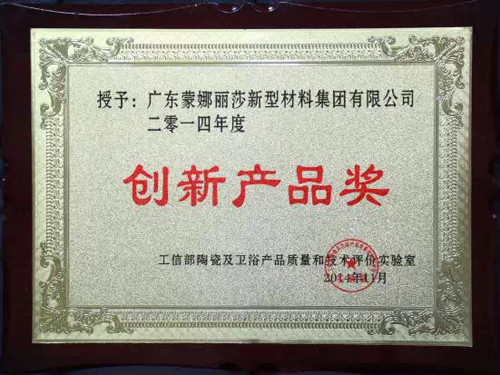 授予：广东蒙娜丽莎新型材料集团有限公司
二零一四年度
创新产品奖
工信部陶瓷及卫浴产品质量和技术评价实验室
2014年11月